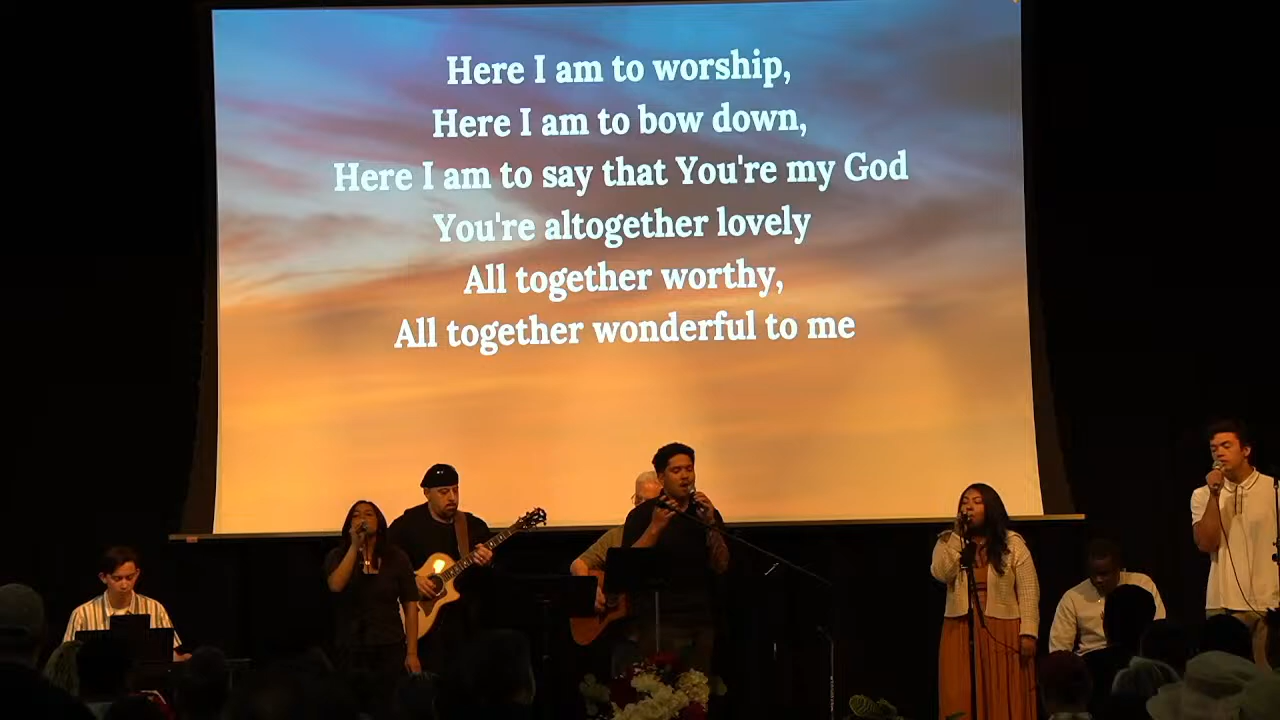 Here I am to worship,
Here I am to bow down,
Here I am to say that You're my God
You're altogether lovely
All together worthy,
All together wonderful to me